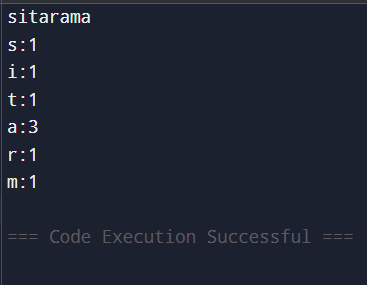 sitarama
s:1
i:1
t:1
a:3
r:1
m:1
=== Code Execution Successful ===